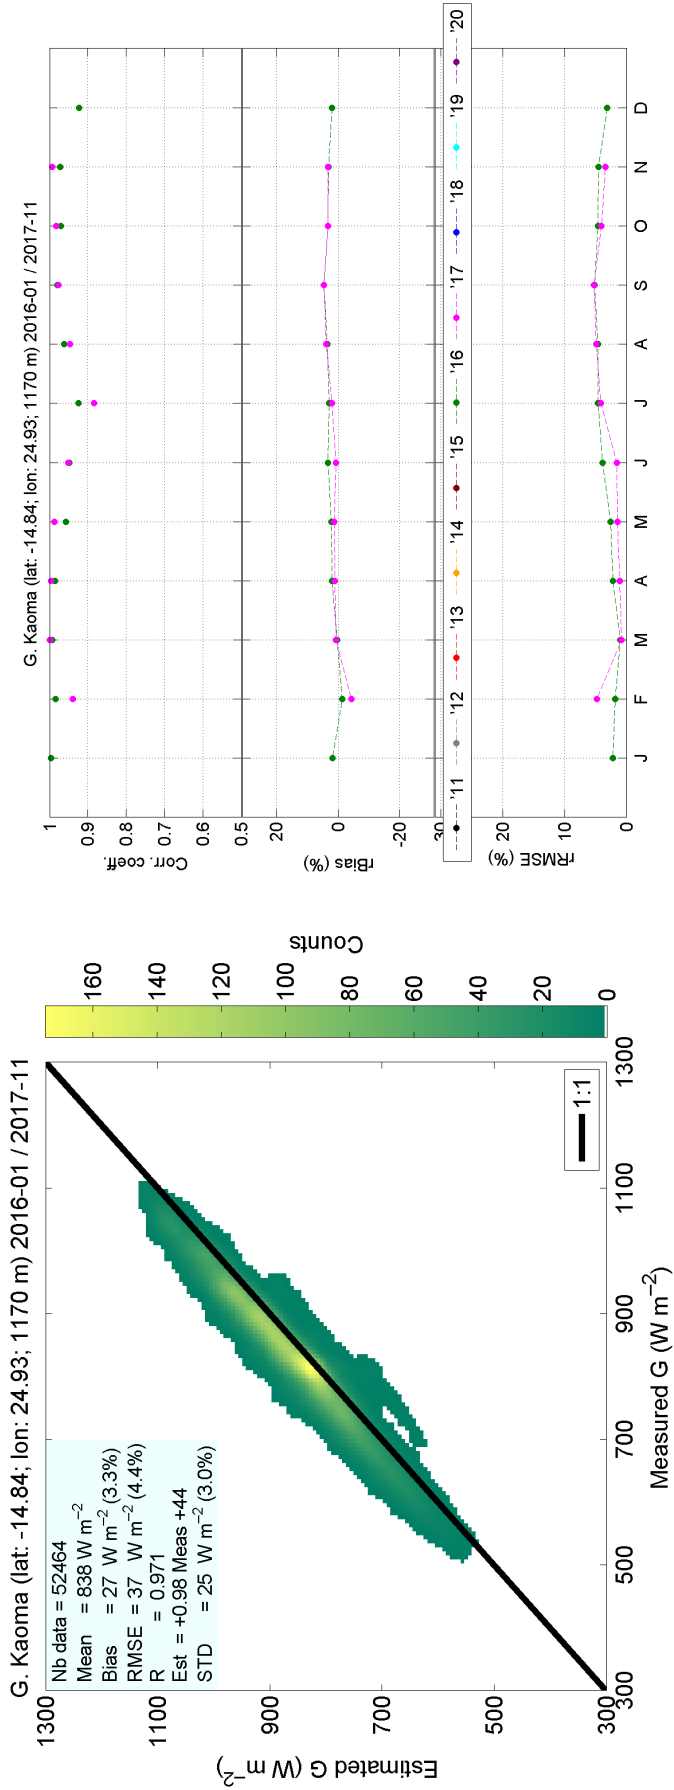 G. Kaoma (lat: -14.84; lon: 24.93; 1170 m) 2016-01 / 2017-11
Nb data = 52464
Mean = 838 W m−2
Bias = 27 W m−2 (3.3%)
RMSE = 37 W m−2 (4.4%)
R = 0.971
Est = +0.98 Meas +44
STD = 25 W m−2 (3.0%)
1300
1100
900
700
500
300
Estimated G (W m−2)
300 500 700 900 1100 1300
Measured G (W m−2)
1:1
160
140
120
100
80
60
40
20
0
Counts
G. Kaoma (lat: -14.84; lon: 24.93; 1170 m) 2016-01 / 2017-11
1
0.9
0.8
0.7
0.6
0.5
Corr. coeff.
20
0
-20
rBias (%)
30
'11 '12 '13 '14 '15 '16 '17 '18 '19 '20
20
10
0
rRMSE (%)
J F M A M J J A S O N D